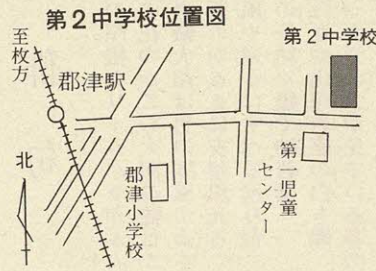 第2中学校位置図
第2中学校
至枚方
郡津駅
北
郡津小学校
第一児童
センター